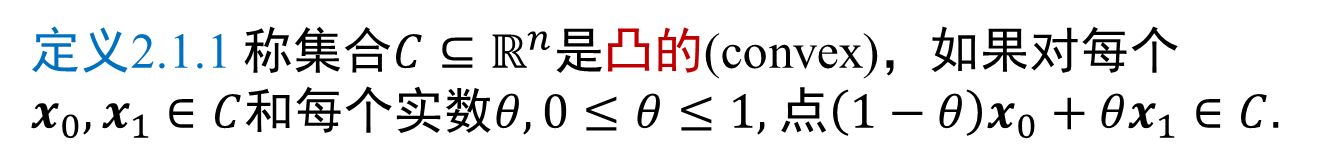 定义2.1.1 称集合𝐶 ⊆ ℝⁿ是凸的(convex)，如果对每个
𝒙₀, 𝒙₁ ∈ 𝐶和每个实数𝜃, 0 ≤ 𝜃 ≤ 1, 点(1 − 𝜃)𝒙₀ + 𝜃𝒙₁ ∈ 𝐶.